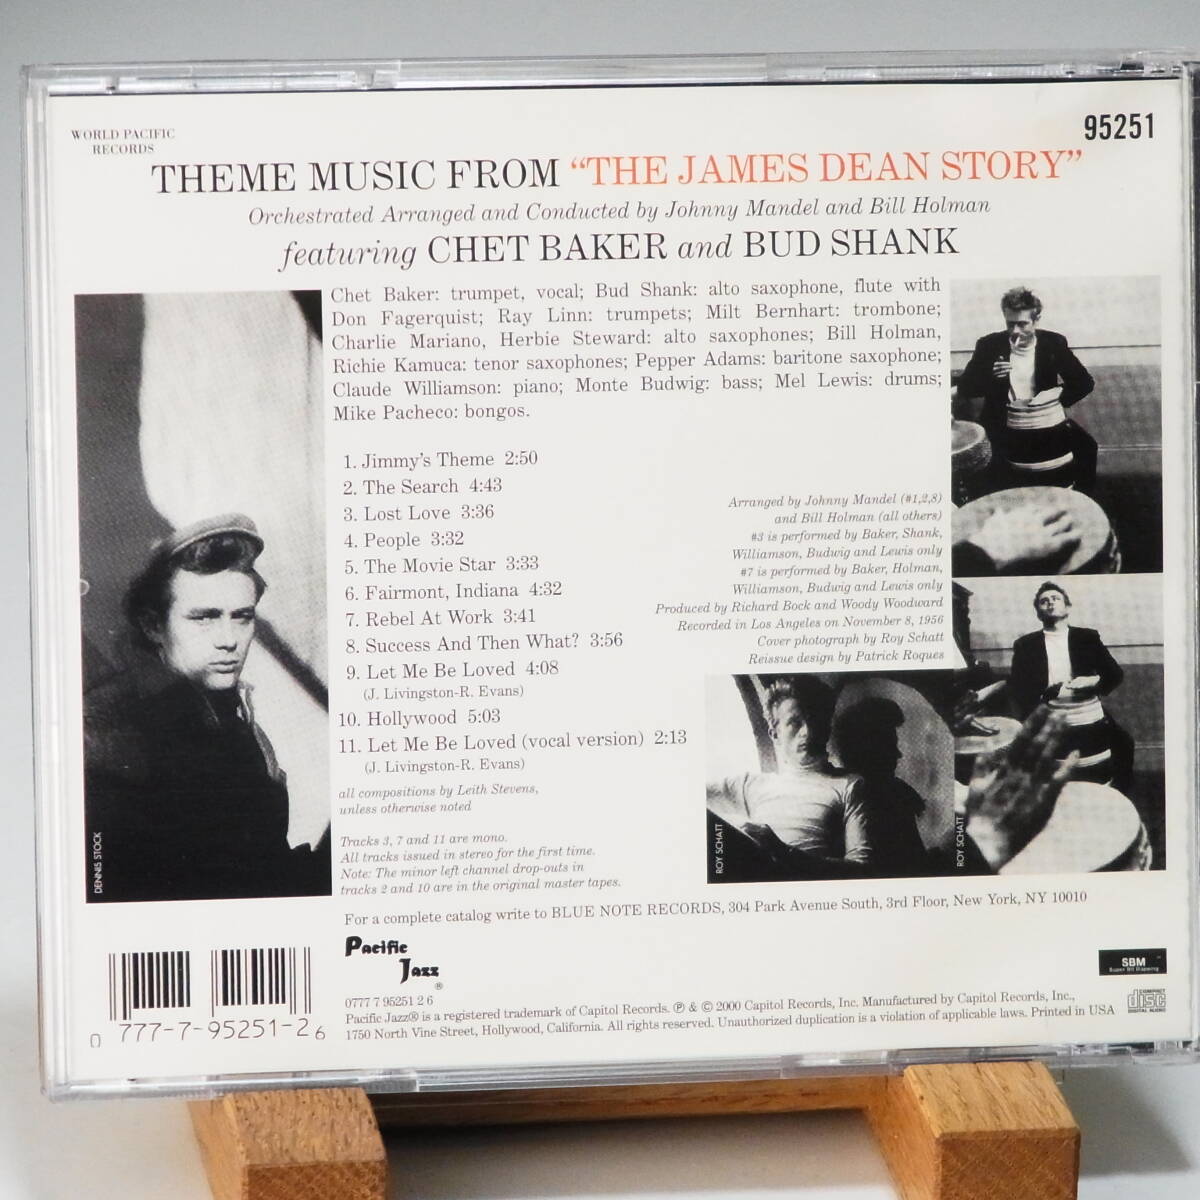 WORLD PACIFIC
RECORDS
95251
THEME MUSIC FROM “THE JAMES DEAN STORY”
Orchestrated Arranged and Conducted by Johnny Mandel and Bill Holman
featuring CHET BAKER and BUD SHANK
Chet Baker: trumpet, vocal; Bud Shank: alto saxophone, flute with
Don Fagerquist; Ray Linn: trumpets; Milt Bernhart: trombone;
Charlie Mariano, Herbie Steward: alto saxophones; Bill Holman,
Richie Kamuca: tenor saxophones; Pepper Adams: baritone saxophone;
Claude Williamson: piano; Monte Budwig: bass; Mel Lewis: drums;
Mike Pacheco: bongos.
1. Jimmy's Theme 2:50
2. The Search 4:43
3. Lost Love 3:36
4. People 3:32
5. The Movie Star 3:33
6. Fairmont, Indiana 4:32
7. Rebel At Work 3:41
8. Success And Then What? 3:56
9. Let Me Be Loved 4:08
(J. Livingston-R. Evans)
10. Hollywood 5:03
11. Let Me Be Loved (vocal version) 2:13
(J. Livingston-R. Evans)
all compositions by Leith Stevens,
unless otherwise noted
Tracks 3, 7 and 11 are mono.
All tracks issued in stereo for the first time.
Note: The minor left channel drop-outs in
tracks 2 and 10 are in the original master tapes.
Arranged by Johnny Mandel (#1,2,8)
and Bill Holman (all others)
#3 is performed by Baker, Shank,
Williamson, Budwig and Lewis only
#7 is performed by Baker, Holman,
Williamson, Budwig and Lewis only
Produced by Richard Bock and Woody Woodward
Recorded in Los Angeles on November 8, 1956
Cover photograph by Roy Schatt
Reissue design by Patrick Roques
DENNIS STOCK
ROY SCHATT
ROY SCHATT
For a complete catalog write to BLUE NOTE RECORDS, 304 Park Avenue South, 3rd Floor, New York, NY 10010
Pacific
Jazz
®
SBM
Super Bit Mapping
COMPACT
disc
DIGITAL AUDIO
0777 7 95251 2 6
Pacific Jazz® is a registered trademark of Capitol Records. ℗ & © 2000 Capitol Records, Inc. Manufactured by Capitol Records, Inc.,
1750 North Vine Street, Hollywood, California. All rights reserved. Unauthorized duplication is a violation of applicable laws. Printed in USA
0 777-7-95251-2 6